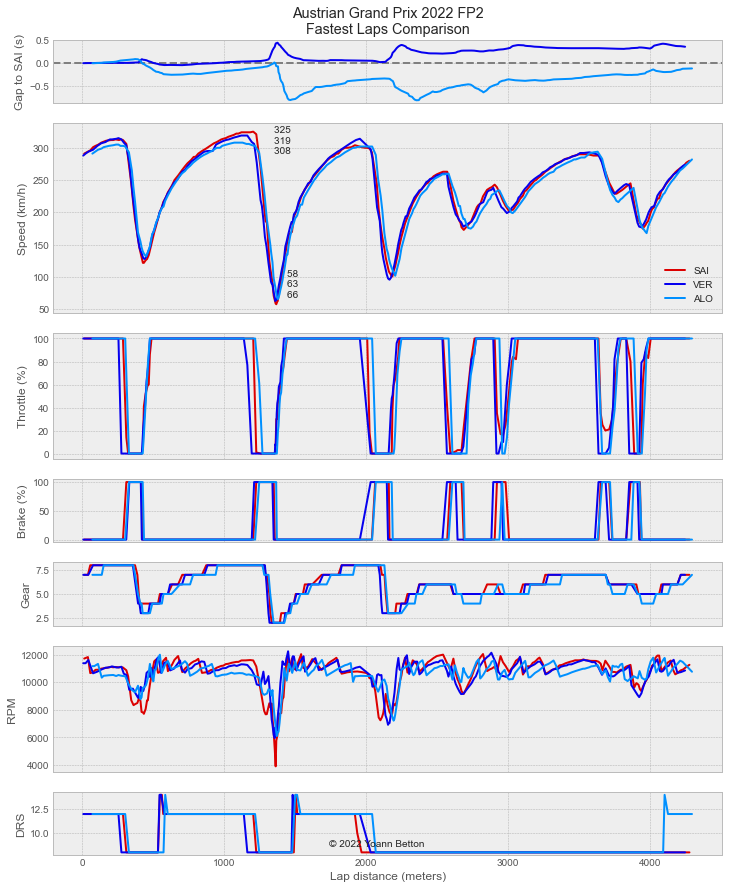 Austrian Grand Prix 2022 FP2
Fastest Laps Comparison
Gap to SAI (s)
0.5
0.0
−0.5
Speed (km/h)
300
250
200
150
100
50
325
319
308
58
63
66
SAI
VER
ALO
Throttle (%)
100
80
60
40
20
0
Brake (%)
100
50
0
Gear
7.5
5.0
2.5
RPM
12000
10000
8000
6000
4000
DRS
12.5
10.0
© 2022 Yoann Betton
0
1000
2000
3000
4000
Lap distance (meters)